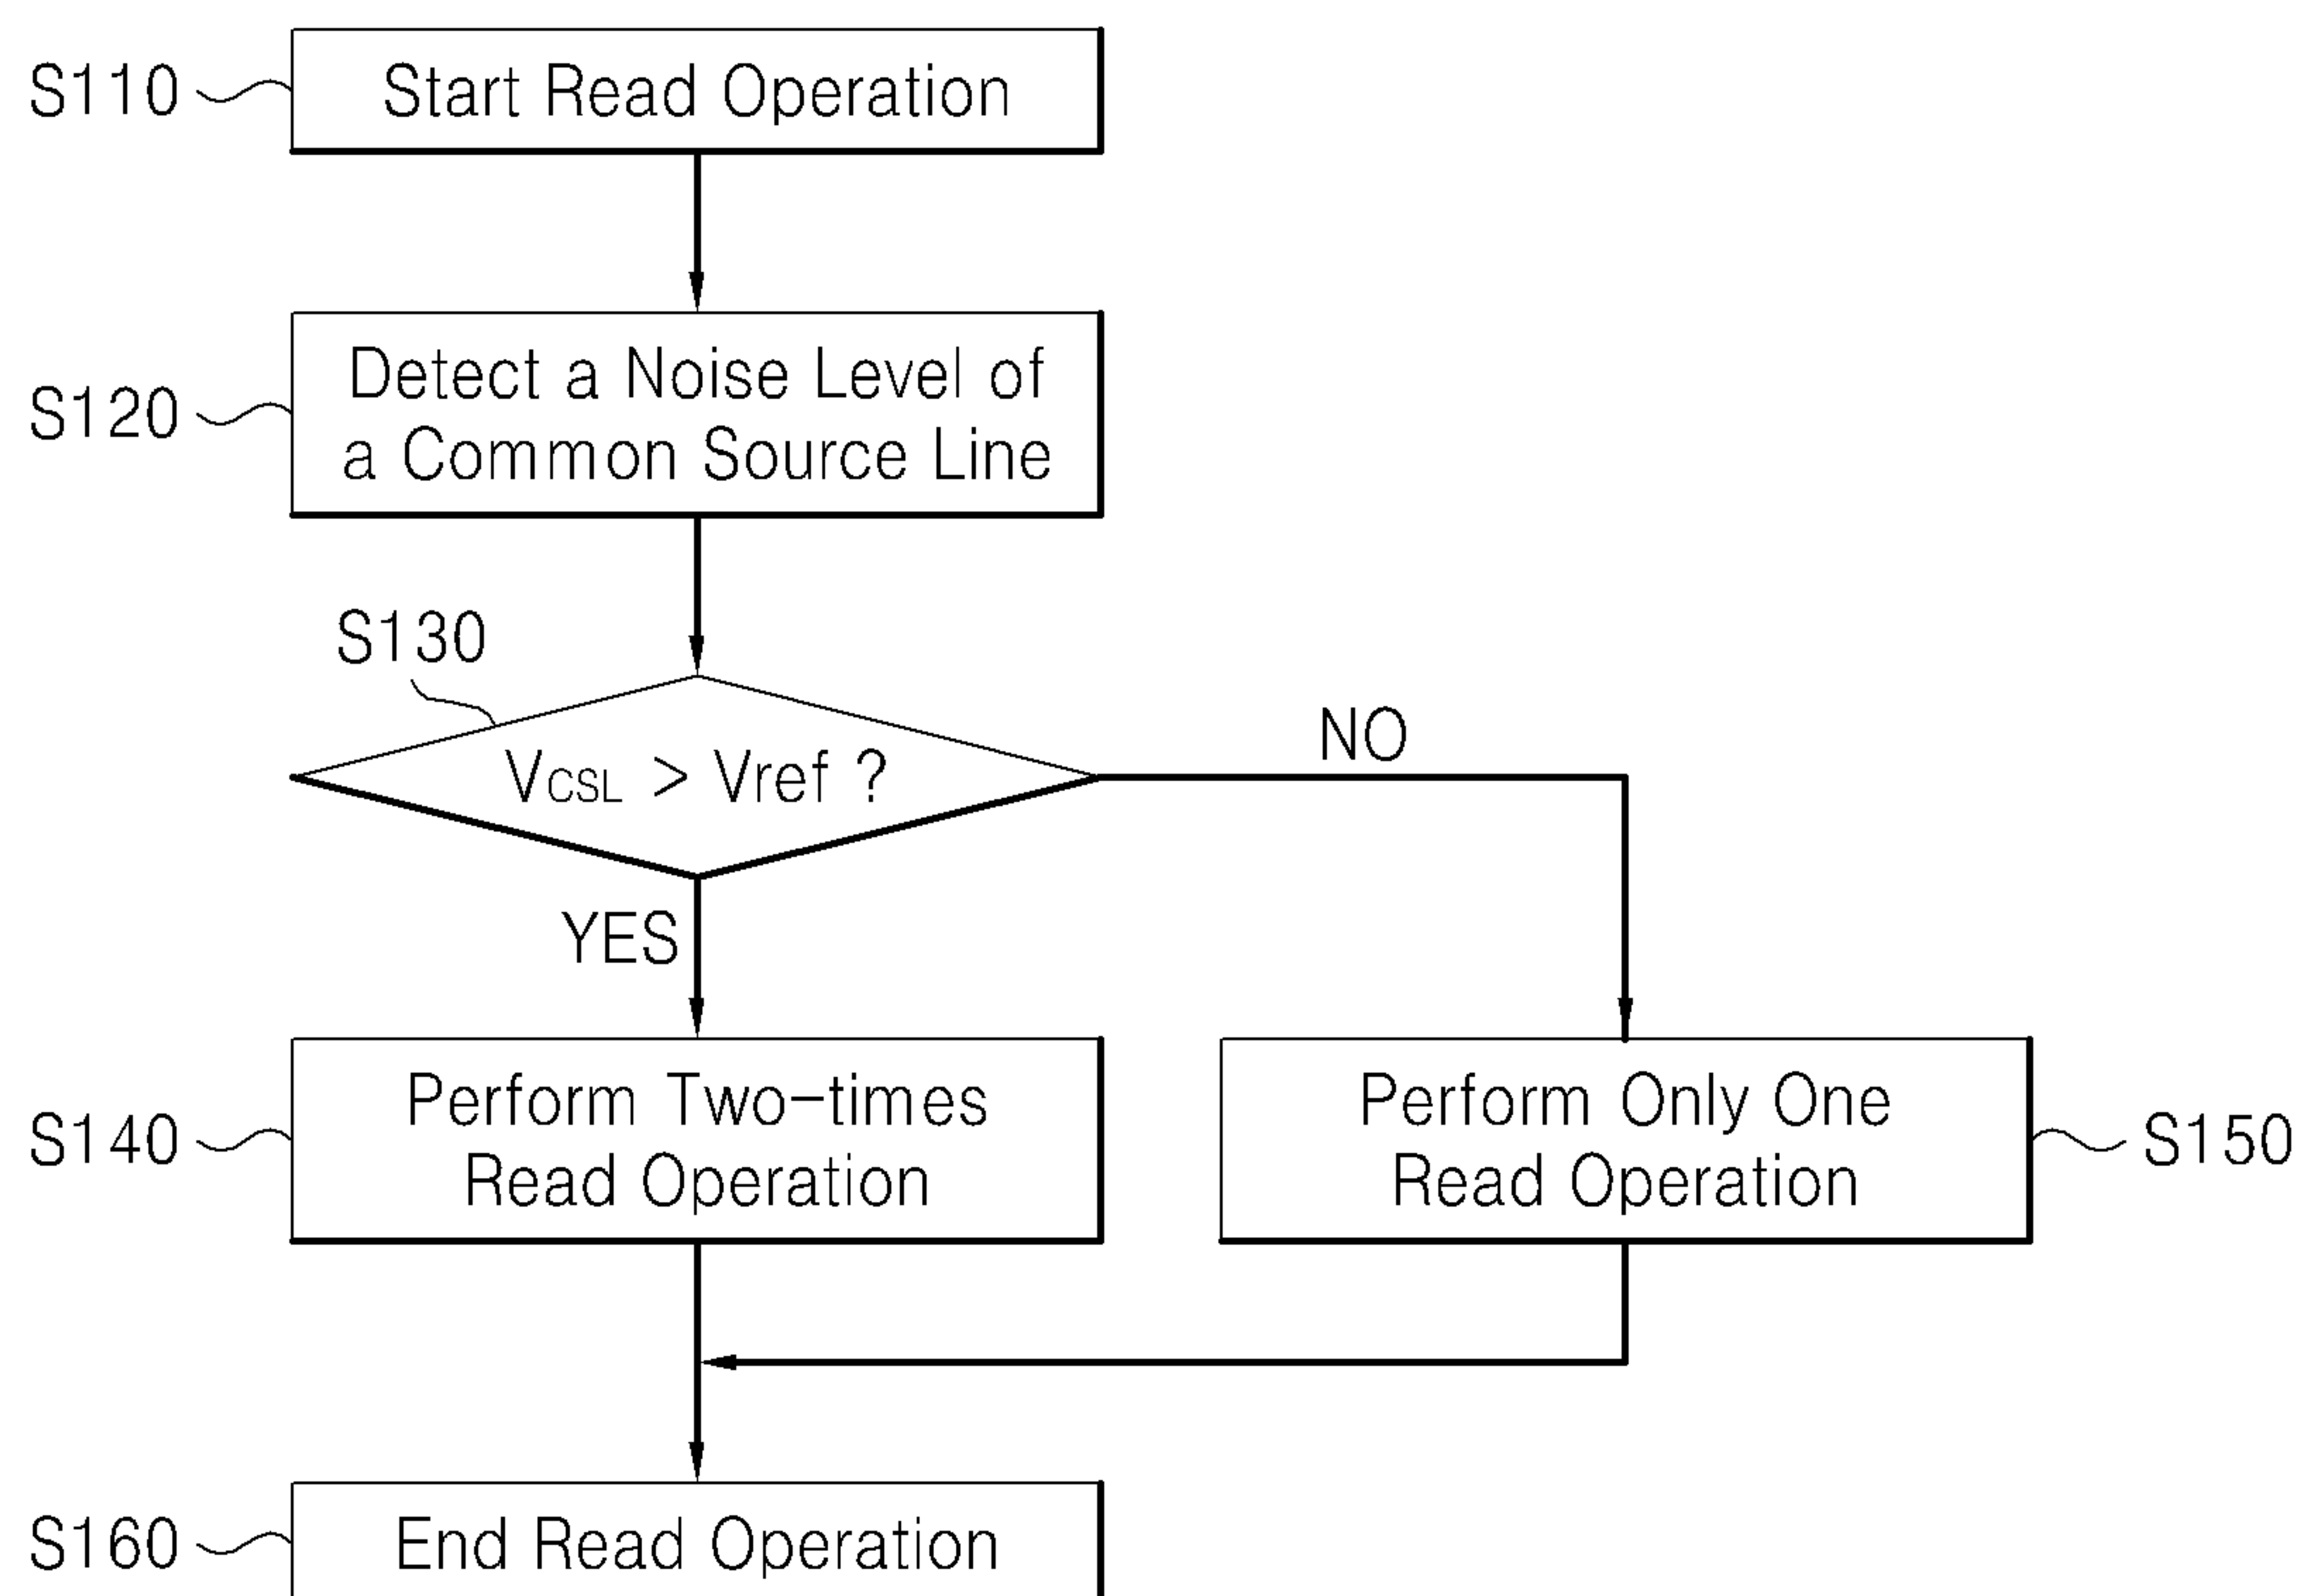 S110
Start Read Operation
S120
Detect a Noise Level of
a Common Source Line
S130
VCSL > Vref ?
NO
YES
S140
Perform Two-times
Read Operation
Perform Only One
Read Operation
S150
S160
End Read Operation